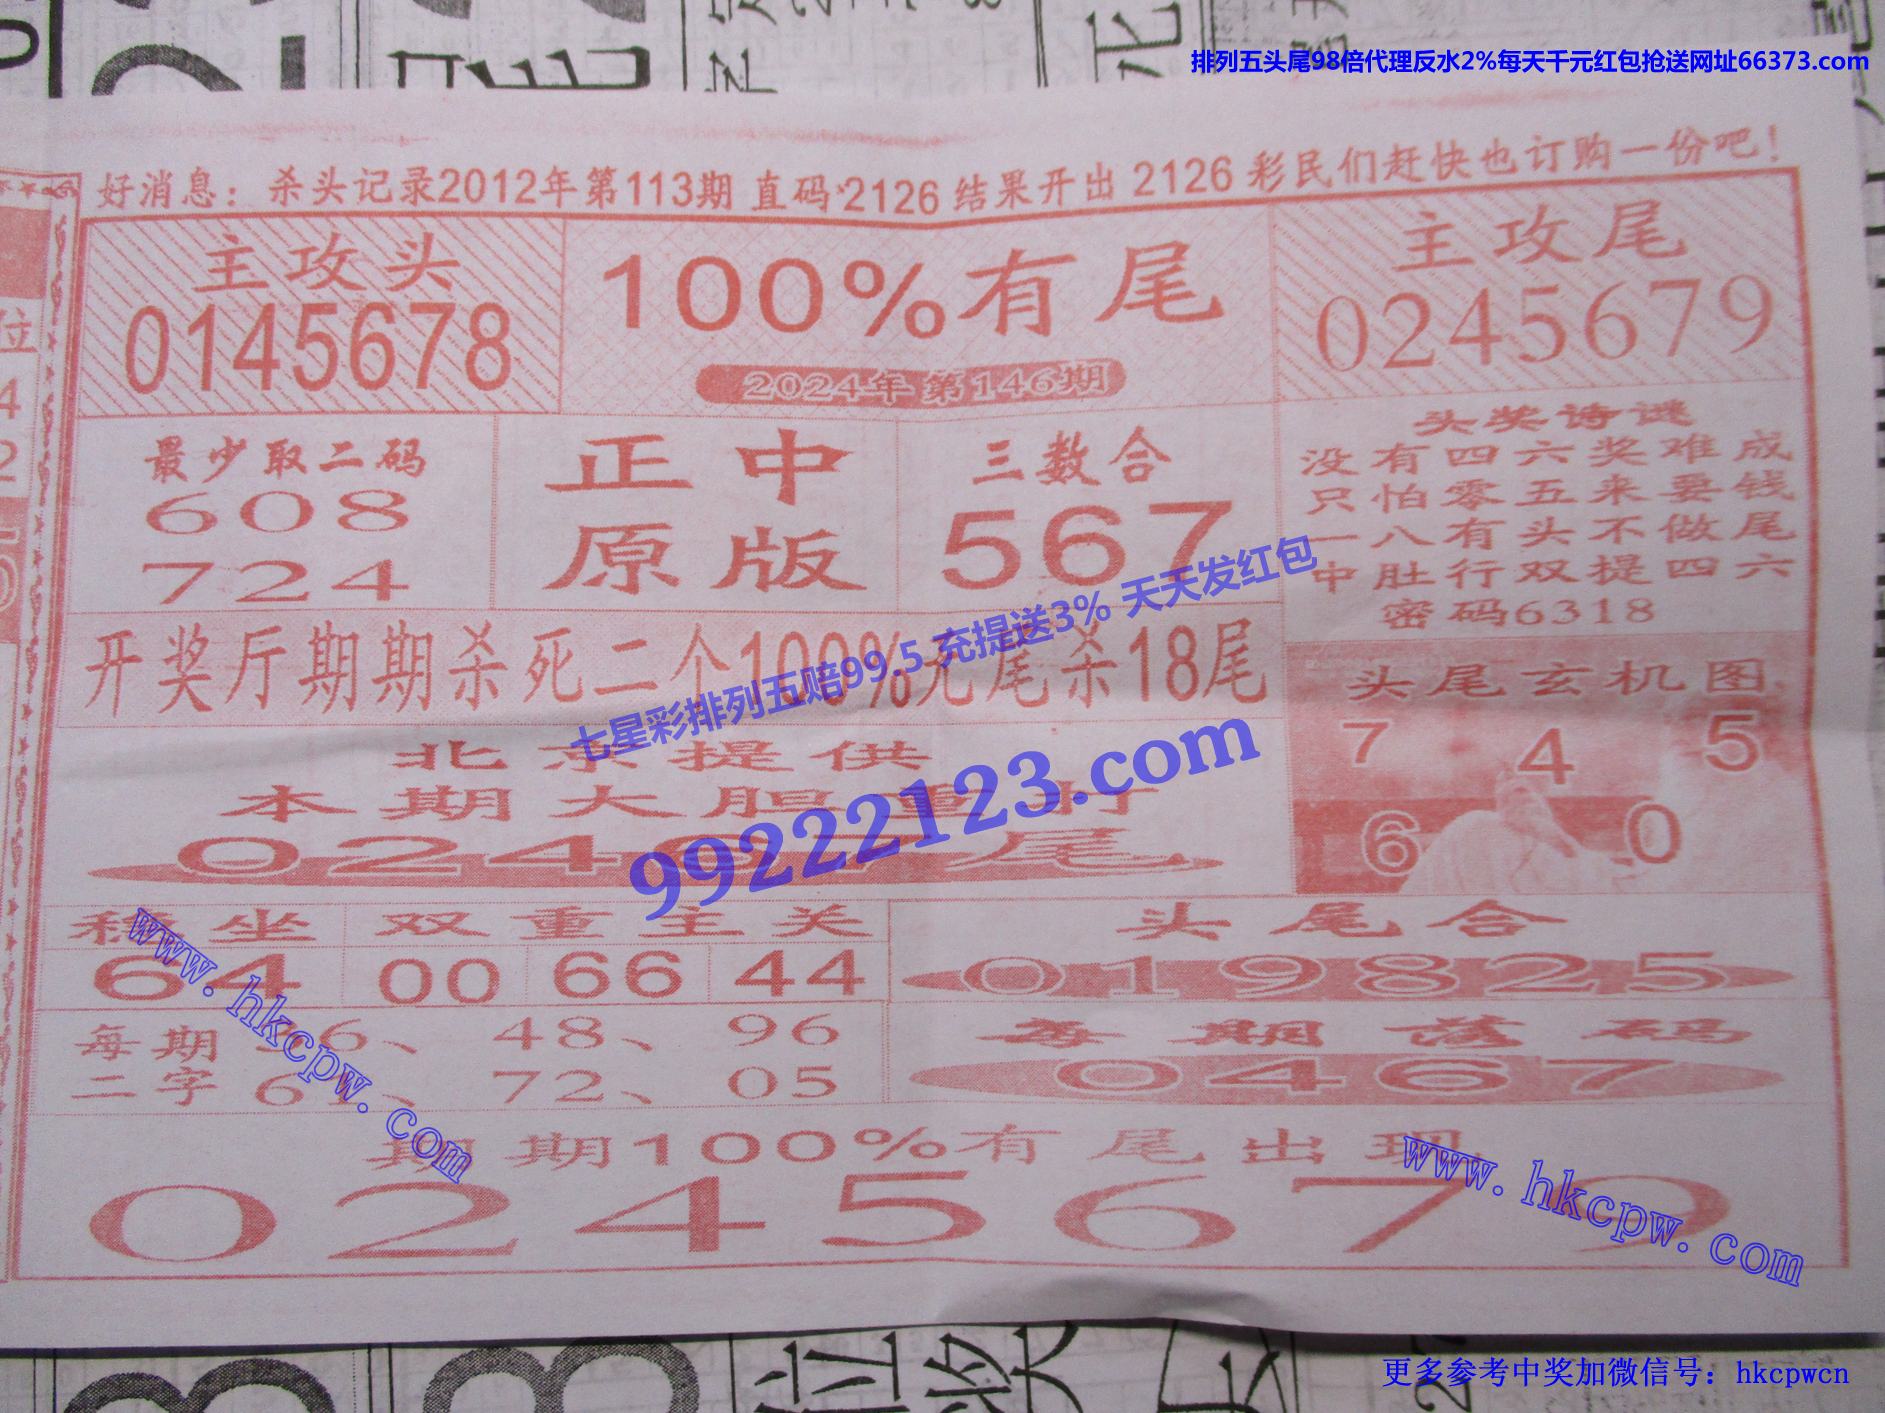 排列五头尾98倍代理反水2%每天千元红包抢送网址66373.com
好消息：杀头记录2012年第113期 直码 2126 结果开出 2126 彩民们赶快也订购一份吧！
主攻头
0145678
100%有尾
2024年第146期
主攻尾
0245679
最少取二码
608
724
正中
原版
三数合
567
头奖诗谜
没有四六奖难成
只怕零五来要钱
一八有头不做尾
中肚行双提四六
密码6318
开奖厅期期杀死二个100%无尾杀18尾
七星彩排列五赔99.5 充提送3% 天天发红包
99222123.com
头尾玄机图
7 4 5
6 0
北京提供
本期大胆重
024 尾
稳坐
64
双重主关
00 66 44
头尾合
019825
每期
6、48、96
二字
6 、72、05
每期落码
0467
期期100%有尾出现
0245679
www.hkcpw.com
www.hkcpw.com
更多参考中奖加微信号：hkcpwcn